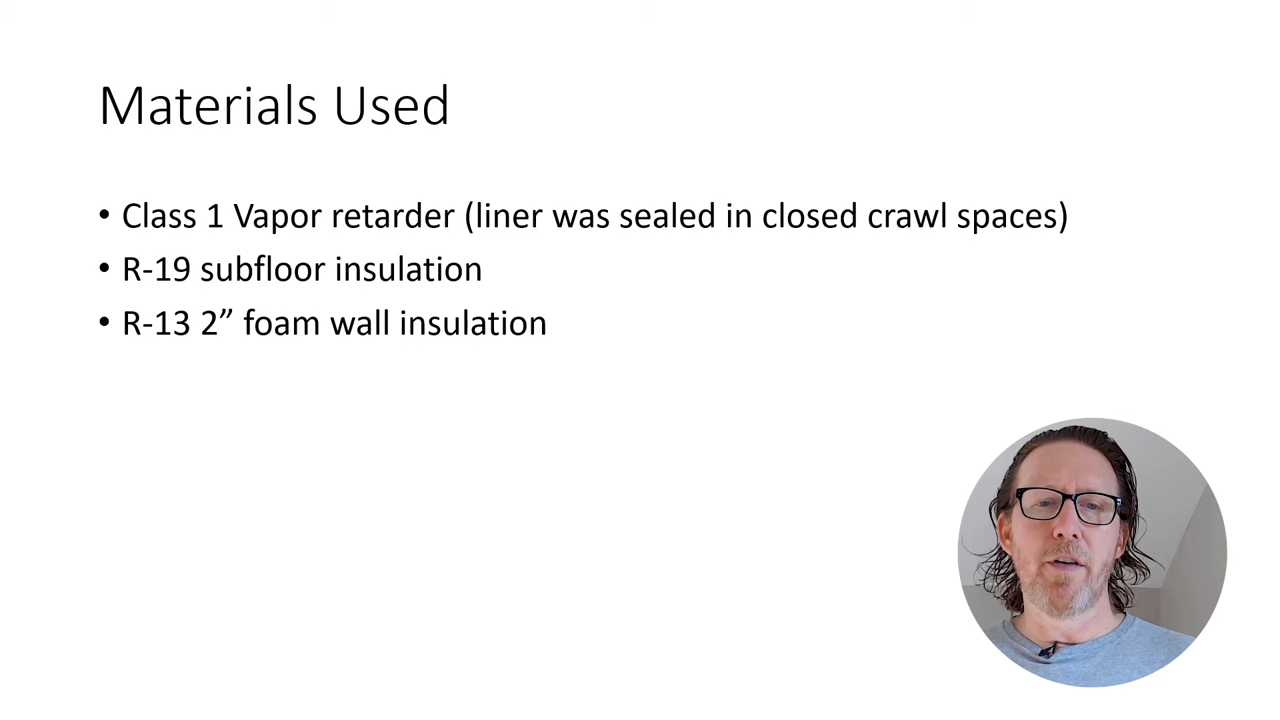 Materials Used
• Class 1 Vapor retarder (liner was sealed in closed crawl spaces)
• R-19 subfloor insulation
• R-13 2” foam wall insulation